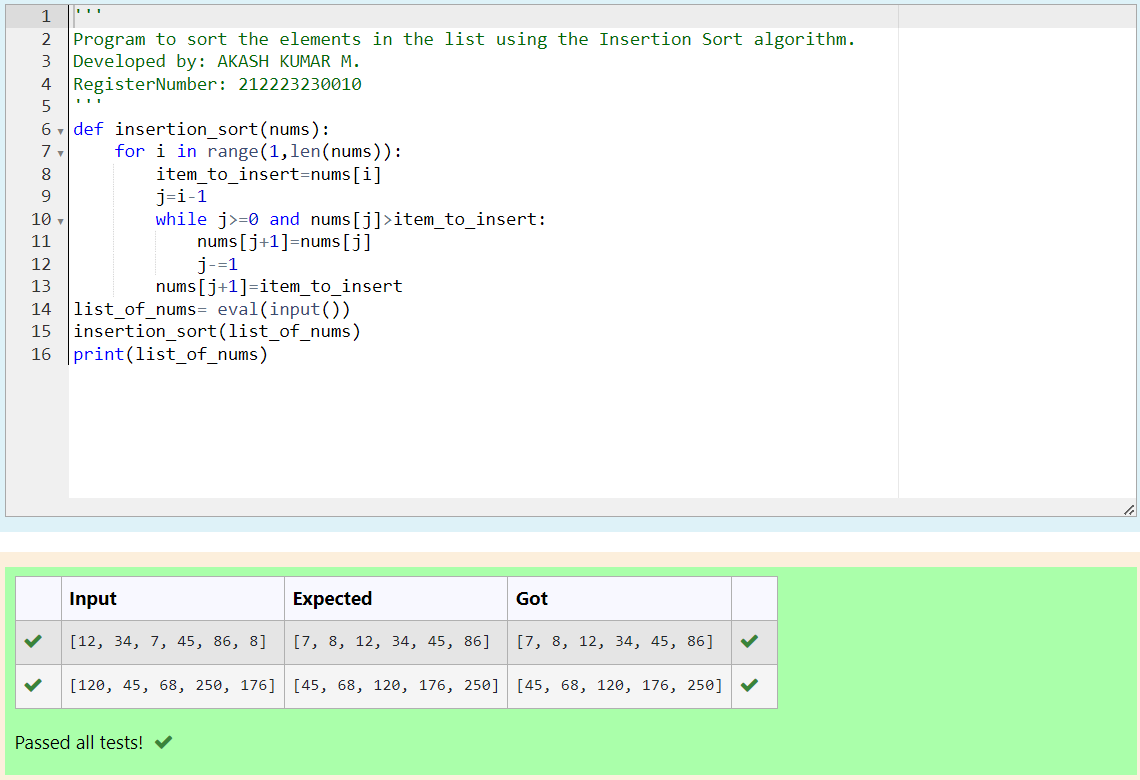 1 '''
2 Program to sort the elements in the list using the Insertion Sort algorithm.
3 Developed by: AKASH KUMAR M.
4 RegisterNumber: 212223230010
5 '''
6 def insertion_sort(nums):
7     for i in range(1,len(nums)):
8         item_to_insert=nums[i]
9         j=i-1
10         while j>=0 and nums[j]>item_to_insert:
11             nums[j+1]=nums[j]
12             j-=1
13         nums[j+1]=item_to_insert
14 list_of_nums= eval(input())
15 insertion_sort(list_of_nums)
16 print(list_of_nums)
Input Expected Got
[12, 34, 7, 45, 86, 8] [7, 8, 12, 34, 45, 86] [7, 8, 12, 34, 45, 86]
[120, 45, 68, 250, 176] [45, 68, 120, 176, 250] [45, 68, 120, 176, 250]
Passed all tests!